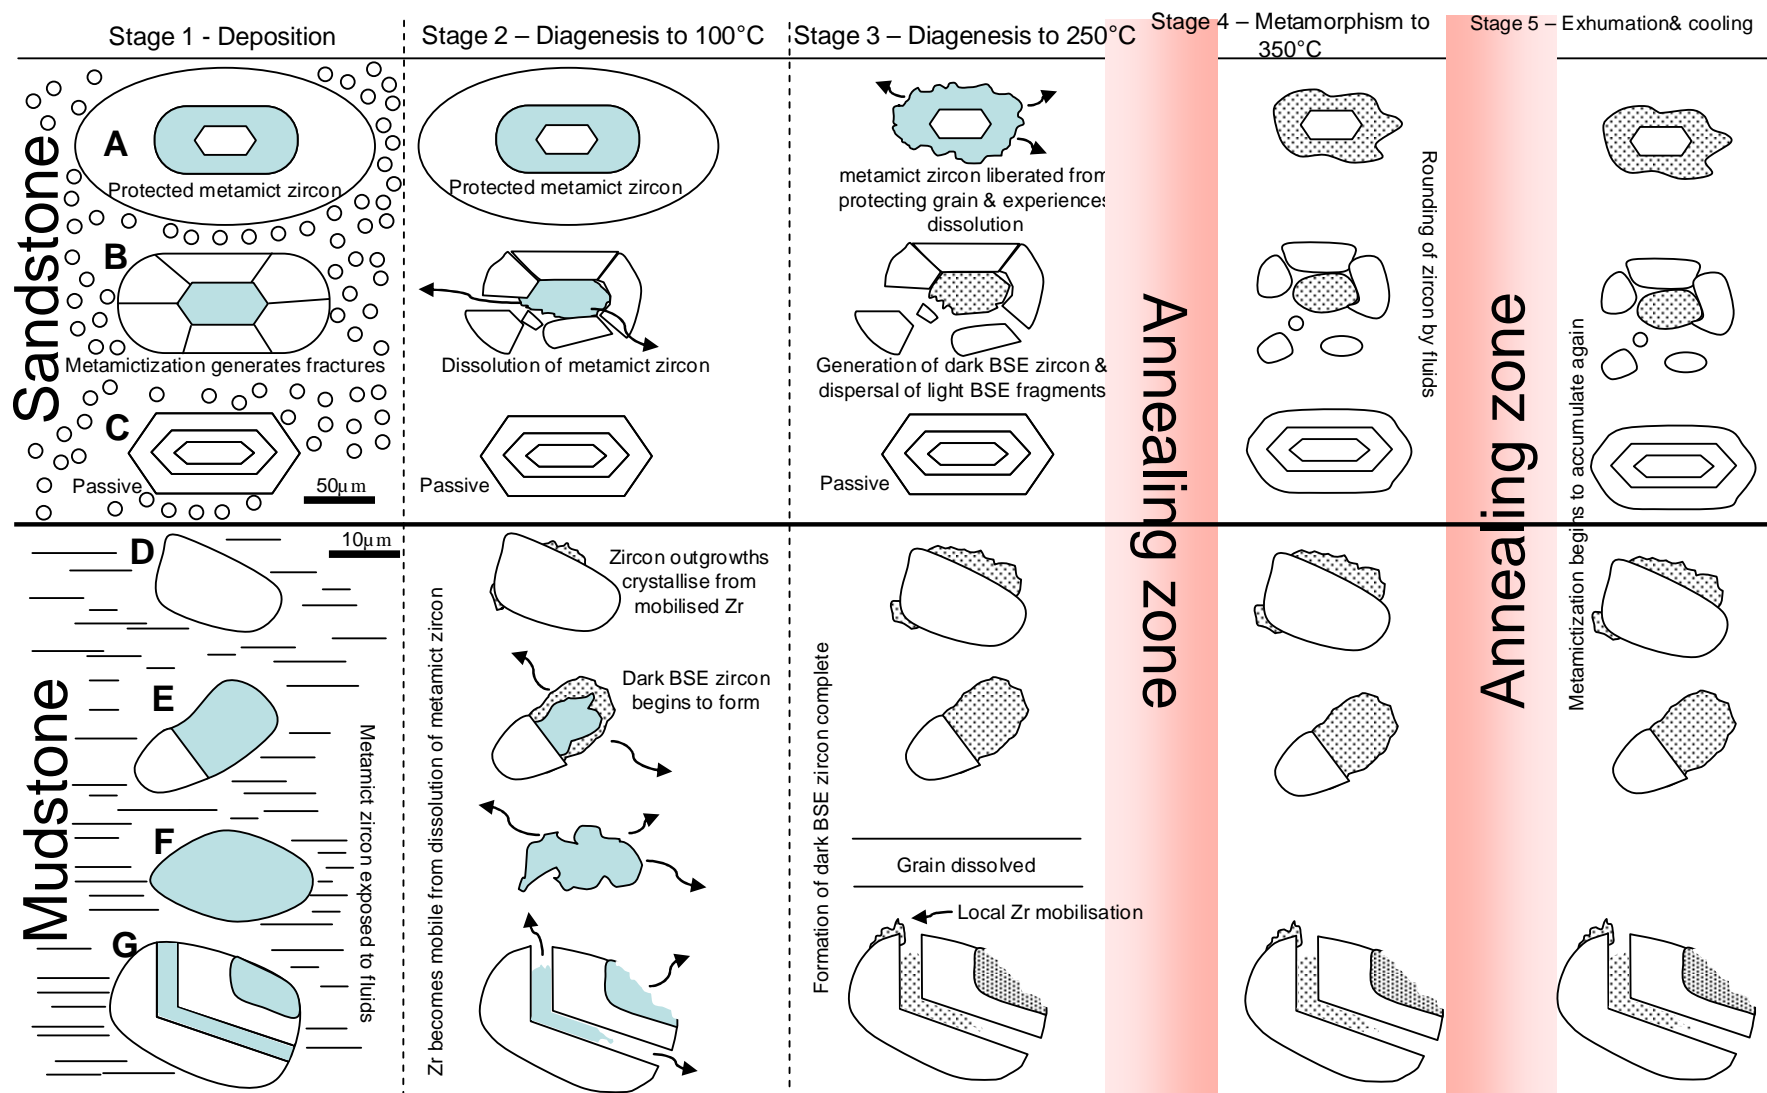 Stage 1 - Deposition
Stage 2 – Diagenesis to 100°C
Stage 3 – Diagenesis to 250°C
Stage 4 – Metamorphism to
350°C
Stage 5 – Exhumation& cooling
Sandstone
A
Protected metamict zircon
B
Metamictization generates fractures
C
Passive
50µm
Protected metamict zircon
Dissolution of metamict zircon
Passive
metamict zircon liberated from
protecting grain & experiences
dissolution
Generation of dark BSE zircon &
dispersal of light BSE fragments
Passive
Annealing zone
Rounding of zircon by fluids
Annealing zone
Metamictization begins to accumulate again
Mudstone
10µm
D
E
F
G
Metamict zircon exposed to fluids
Zr becomes mobile from dissolution of metamict zircon
Zircon outgrowths
crystallise from
mobilised Zr
Dark BSE zircon
begins to form
Formation of dark BSE zircon complete
Grain dissolved
Local Zr mobilisation